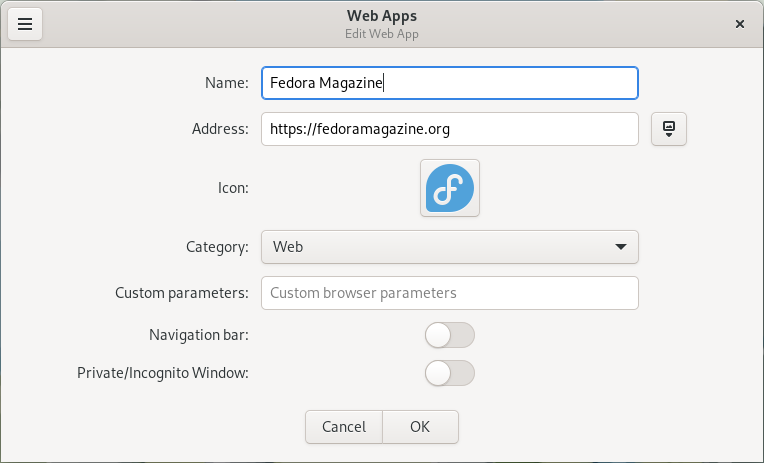 Web Apps
Edit Web App
Name: Fedora Magazine
Address: https://fedoramagazine.org
Icon:
Category: Web
Custom parameters: Custom browser parameters
Navigation bar:
Private/Incognito Window:
Cancel OK